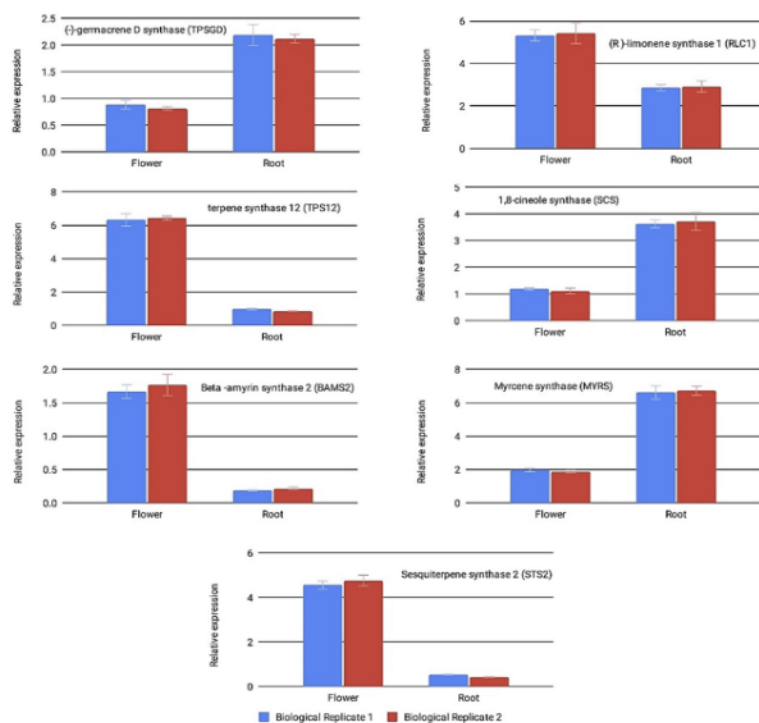 (-)-germacrene D synthase (TPSGD)
Relative expression
2.5
2.0
1.5
1.0
0.5
0.0
Flower Root
(R )-limonene synthase 1 (RLC1)
Relative expression
6
4
2
0
Flower Root
terpene synthase 12 (TPS12)
Relative expression
8
6
4
2
0
Flower Root
1,8-cineole synthase (SCS)
Relative expression
5
4
3
2
1
0
Flower Root
Beta -amyrin synthase 2 (BAMS2)
Relative expression
2.0
1.5
1.0
0.5
0.0
Flower Root
Myrcene synthase (MYRS)
Relative expression
8
6
4
2
0
Flower Root
Sesquiterpene synthase 2 (STS2)
Relative expression
6
4
2
0
Flower Root
Biological Replicate 1 Biological Replicate 2